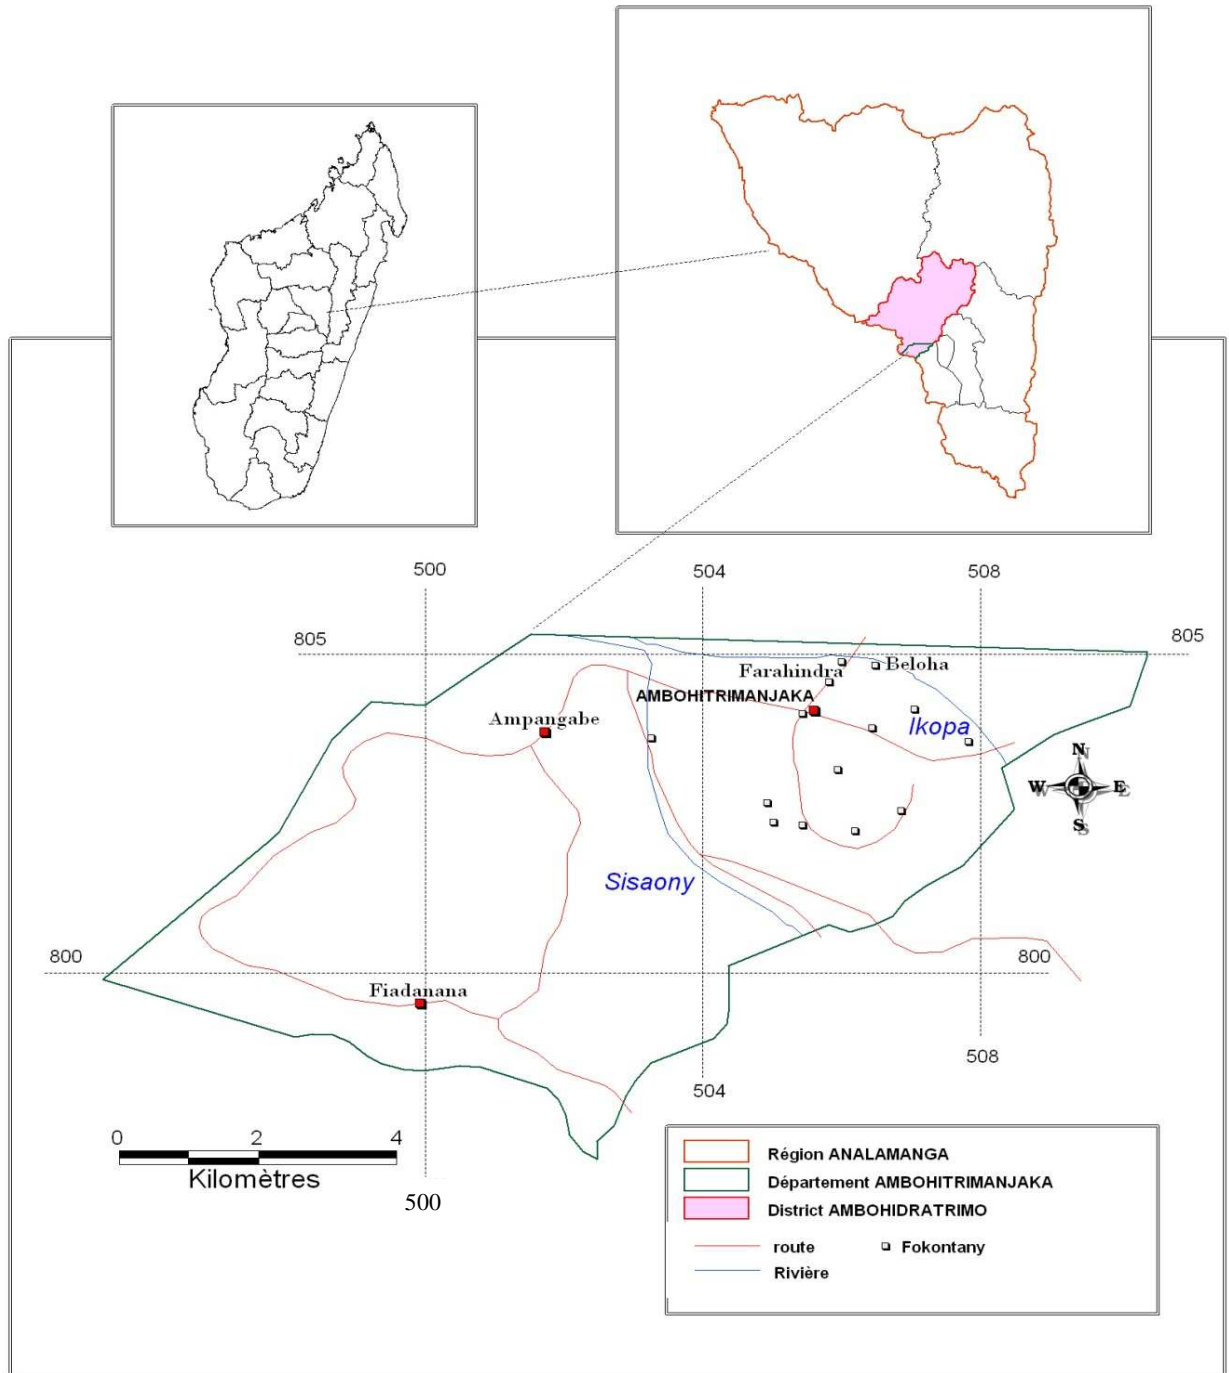 500
504
508
805
805
Farahindra
Beloha
AMBOHITRIMANJAKA
Ampangabe
Ikopa
N
W E
S
Sisaony
800
800
Fiadanana
508
504
0 2 4
Kilomètres
500
Région ANALAMANGA
Département AMBOHITRIMANJAKA
District AMBOHIDRATRIMO
route
Fokontany
Rivière